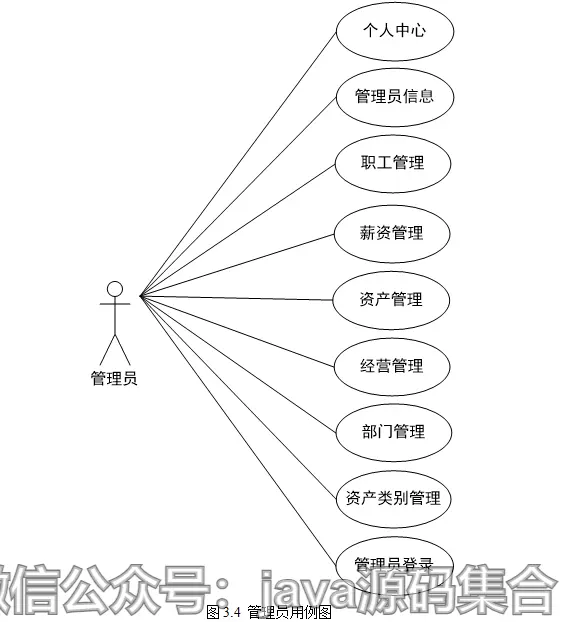 个人中心
管理员信息
职工管理
薪资管理
资产管理
经营管理
管理员
部门管理
资产类别管理
管理员登录
微信公众号：java源码集合
图3.4 管理员用例图